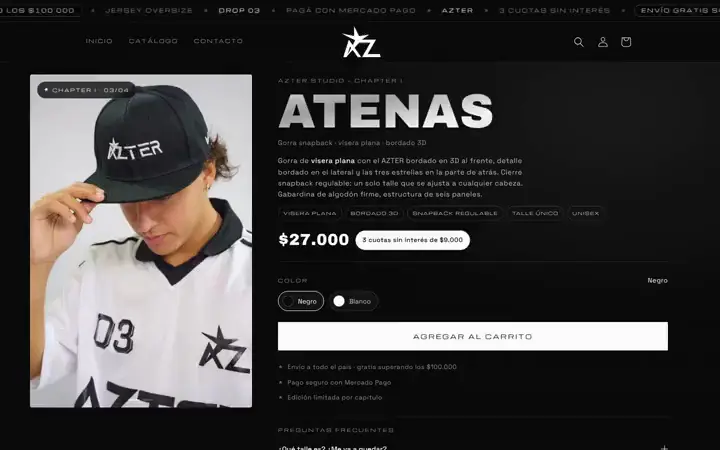 LOS $100.000 JERSEY OVERSIZE DROP 03 PAGÁ CON MERCADO PAGO AZTER 3 CUOTAS SIN INTERÉS ENVÍO GRATIS
INICIO CATÁLOGO CONTACTO
AZ
CHAPTER I · 03/04
AZTER
03
AZ
AZTER
AZTER STUDIO — CHAPTER I
ATENAS
Gorra snapback · visera plana · bordado 3D
Gorra de visera plana con el AZTER bordado en 3D al frente, detalle
bordado en el lateral y las tres estrellas en la parte de atrás. Cierre
snapback regulable: un solo talle que se ajusta a cualquier cabeza.
Gabardina de algodón firme, estructura de seis paneles.
VISERA PLANA BORDADO 3D SNAPBACK REGULABLE TALLE ÚNICO UNISEX
$27.000 3 cuotas sin interés de $9.000
COLOR Negro
Negro Blanco
AGREGAR AL CARRITO
Envío a todo el país · gratis superando los $100.000
Pago seguro con Mercado Pago
Edición limitada por capítulo
PREGUNTAS FRECUENTES
¿Qué talle es? ¿Me va a quedar? +